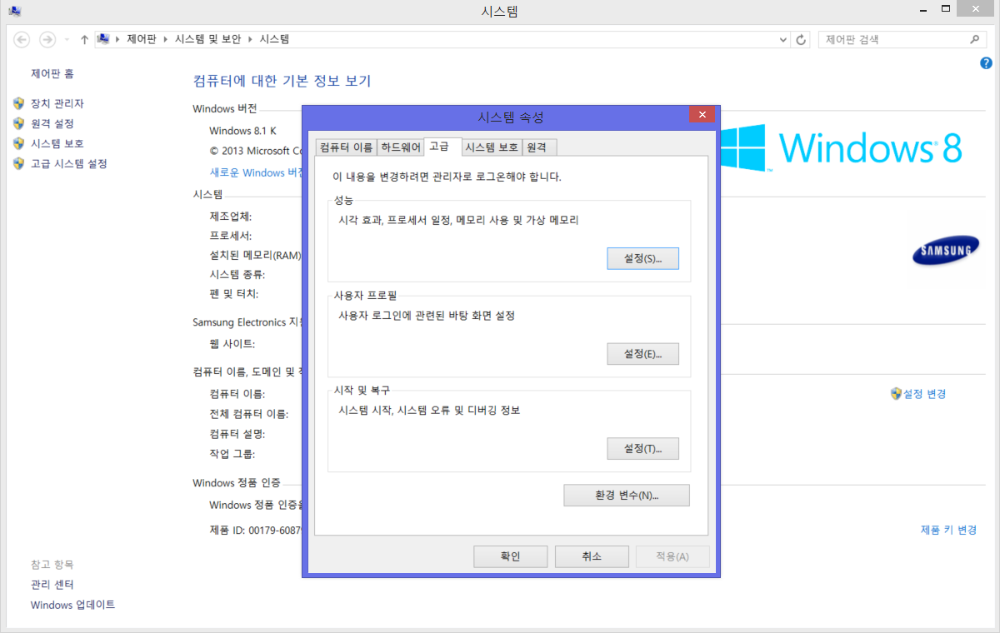 시스템
제어판 시스템 및 보안 시스템
제어판 검색
제어판 홈
장치 관리자
원격 설정
시스템 보호
고급 시스템 설정
참고 항목
관리 센터
Windows 업데이트
컴퓨터에 대한 기본 정보 보기
Windows 버전
Windows 8.1 K
© 2013 Microsoft
새로운 Windows
Windows 8
시스템
제조업체:
프로세서:
설치된 메모리(RAM)
시스템 종류:
펜 및 터치:
SAMSUNG
Samsung Electronics
웹 사이트:
컴퓨터 이름, 도메인 및
컴퓨터 이름:
전체 컴퓨터 이름:
컴퓨터 설명:
작업 그룹:
설정 변경
Windows 정품 인증
Windows 정품
제품 ID: 00179-6087
제품 키 변경
시스템 속성
컴퓨터 이름 하드웨어 고급 시스템 보호 원격
이 내용을 변경하려면 관리자로 로그온해야 합니다.
성능
시각 효과, 프로세서 일정, 메모리 사용 및 가상 메모리
설정(S)...
사용자 프로필
사용자 로그인에 관련된 바탕 화면 설정
설정(E)...
시작 및 복구
시스템 시작, 시스템 오류 및 디버깅 정보
설정(T)...
환경 변수(N)...
확인 취소 적용(A)